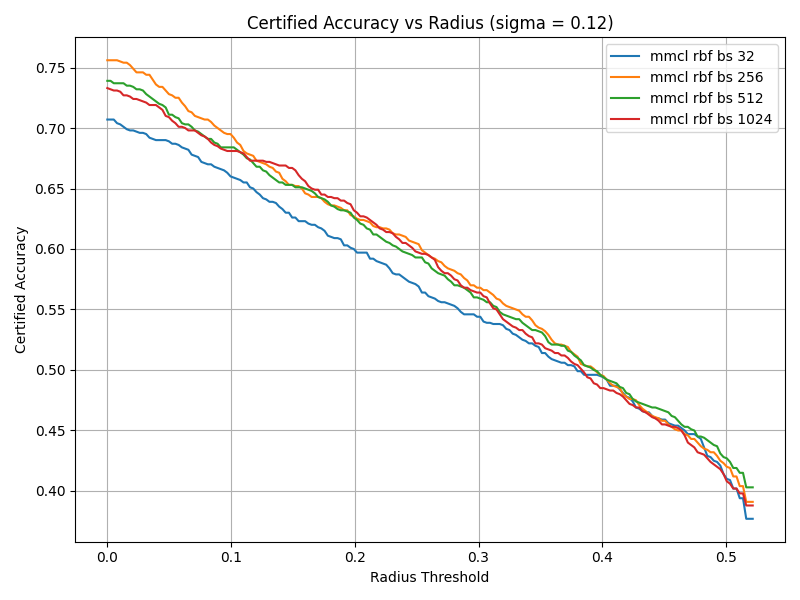 Certified Accuracy vs Radius (sigma = 0.12)
mmcl rbf bs 32
mmcl rbf bs 256
mmcl rbf bs 512
mmcl rbf bs 1024
Certified Accuracy
0.75
0.70
0.65
0.60
0.55
0.50
0.45
0.40
0.0 0.1 0.2 0.3 0.4 0.5
Radius Threshold